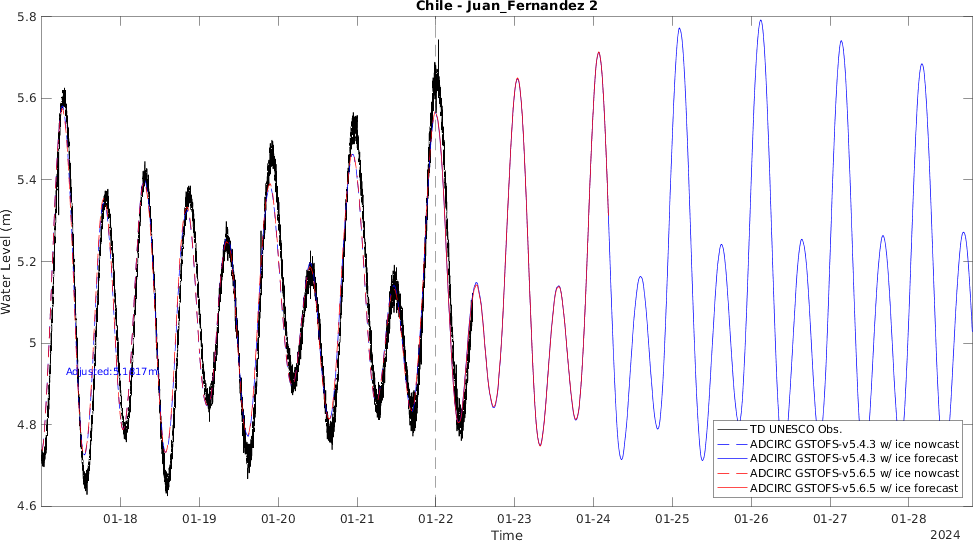 Chile - Juan_Fernandez 2
5.8
5.6
5.4
5.2
5
4.8
4.6
Water Level (m)
Adjusted:5.1817m
TD UNESCO Obs.
ADCIRC GSTOFS-v5.4.3 w/ ice nowcast
ADCIRC GSTOFS-v5.4.3 w/ ice forecast
ADCIRC GSTOFS-v5.6.5 w/ ice nowcast
ADCIRC GSTOFS-v5.6.5 w/ ice forecast
01-18 01-19 01-20 01-21 01-22 01-23 01-24 01-25 01-26 01-27 01-28
Time
2024